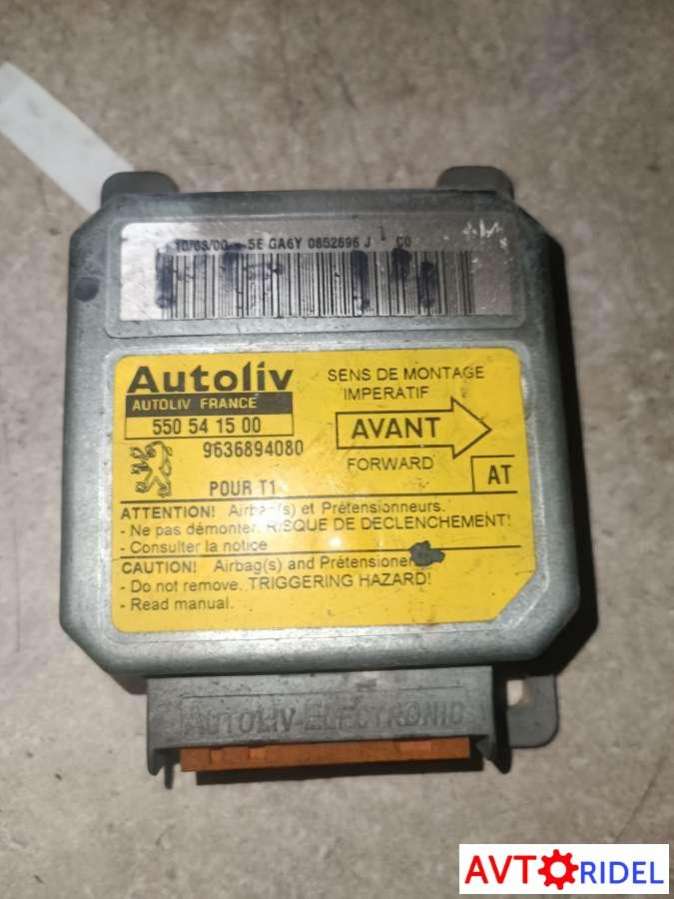 10/08/00 5E GA6Y 0852696 J C0
Autoliv
AUTOLIV FRANCE
550 54 15 00
9636894080
POUR T1
SENS DE MONTAGE
IMPERATIF
AVANT
FORWARD
AT
ATTENTION! Airbag(s) et Prétensionneurs.
- Ne pas démonter. RISQUE DE DECLENCHEMENT!
- Consulter la notice
CAUTION! Airbag(s) and Prétensioners
- Do not remove. TRIGGERING HAZARD!
- Read manual.
AUTOLIV-ELECTRONIC
AVTORIDEL